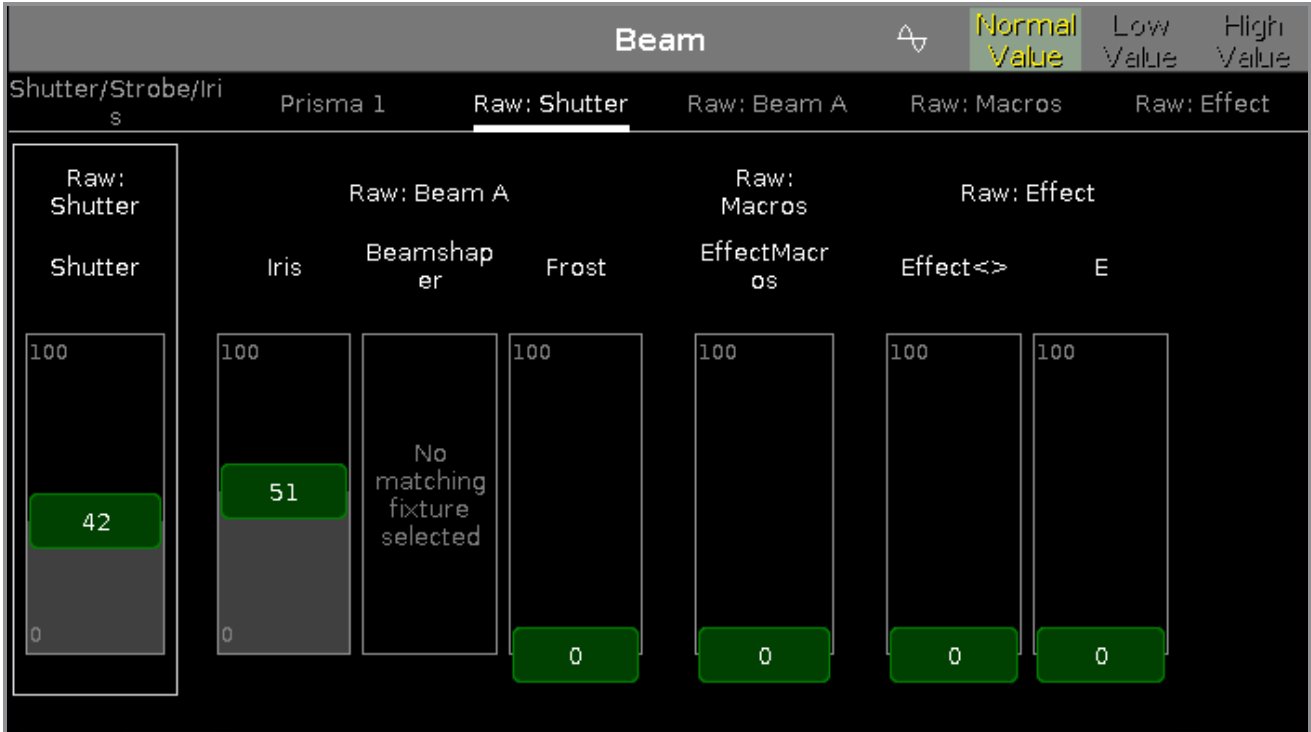 Beam
Normal
Value
Low
Value
High
Value
Shutter/Strobe/Iri
s
Prisma 1
Raw: Shutter
Raw: Beam A
Raw: Macros
Raw: Effect
Raw:
Shutter
Raw: Beam A
Raw:
Macros
Raw: Effect
Shutter
Iris
Beamshap
er
Frost
EffectMacr
os
Effect<>
E
100
100
100
100
100
100
No
matching
fixture
selected
51
42
0
0
0
0
0
0